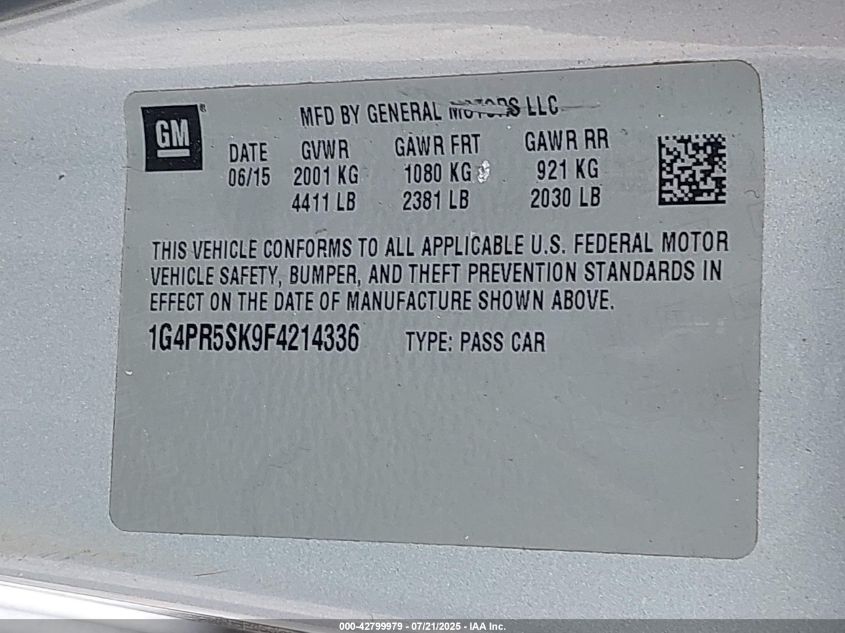 GM®
MFD BY GENERAL MOTORS LLC
DATE GVWR GAWR FRT GAWR RR
06/15 2001 KG 1080 KG 921 KG
4411 LB 2381 LB 2030 LB
THIS VEHICLE CONFORMS TO ALL APPLICABLE U.S. FEDERAL MOTOR
VEHICLE SAFETY, BUMPER, AND THEFT PREVENTION STANDARDS IN
EFFECT ON THE DATE OF MANUFACTURE SHOWN ABOVE.
1G4PR5SK9F4214336 TYPE: PASS CAR
000-42799979 - 07/21/2025 - IAA Inc.